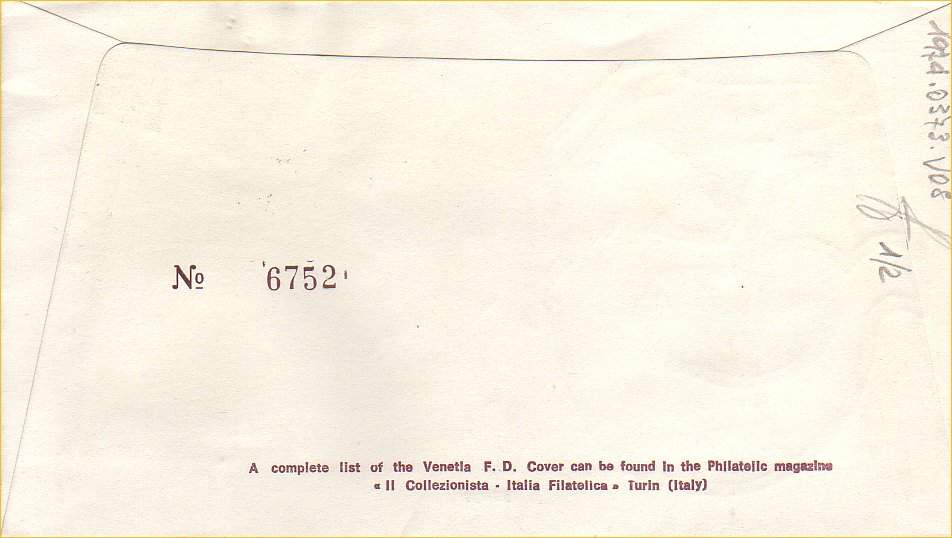 Nº 6752
A complete list of the Venetia F. D. Cover can be found in the Philatelic magazine
« Il Collezionista - Italia Filatelica » Turin (Italy)
1974.0373.V08
1/2